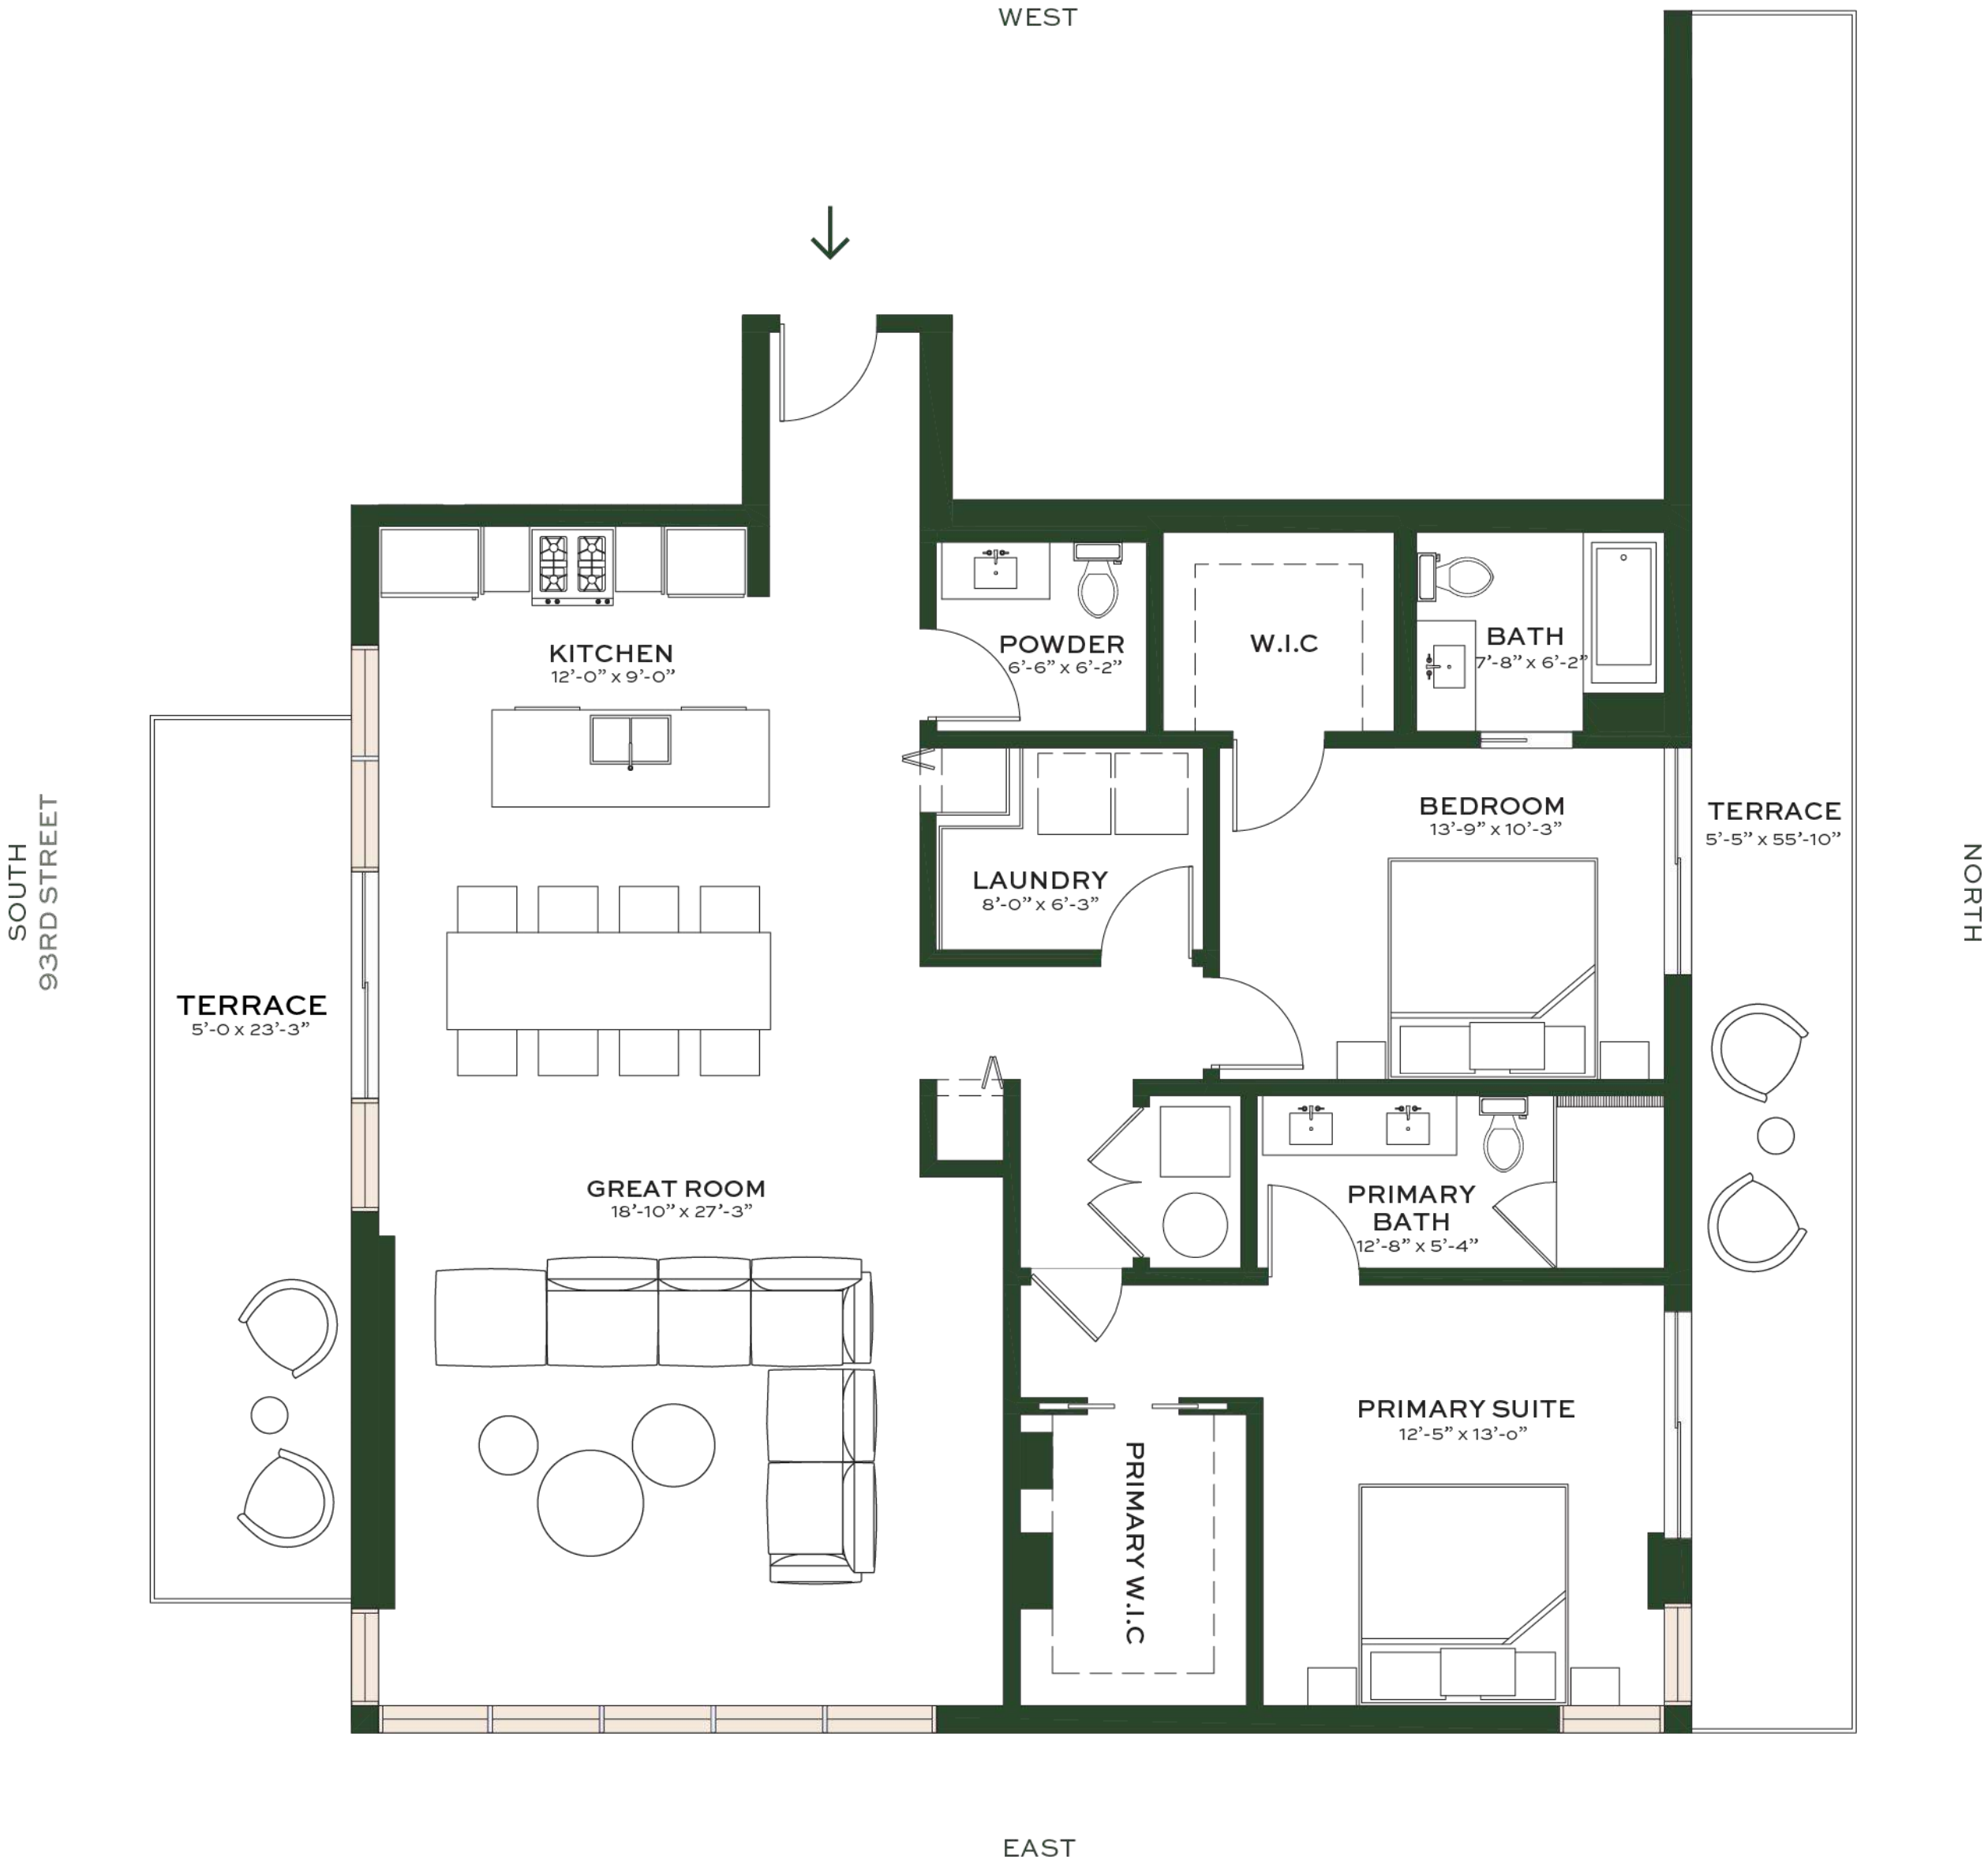 WEST
KITCHEN
12’-0” x 9’-0”
POWDER
6’-6” x 6’-2”
W.I.C
BATH
7’-8” x 6’-2”
BEDROOM
13’-9” x 10’-3”
TERRACE
5’-5” x 55’-10”
LAUNDRY
8’-0” x 6’-3”
SOUTH
93RD STREET
NORTH
TERRACE
5’-0 x 23’-3”
GREAT ROOM
18’-10” x 27’-3”
PRIMARY
BATH
12’-8” x 5’-4”
PRIMARY SUITE
12’-5” x 13’-0”
PRIMARY W.I.C
EAST